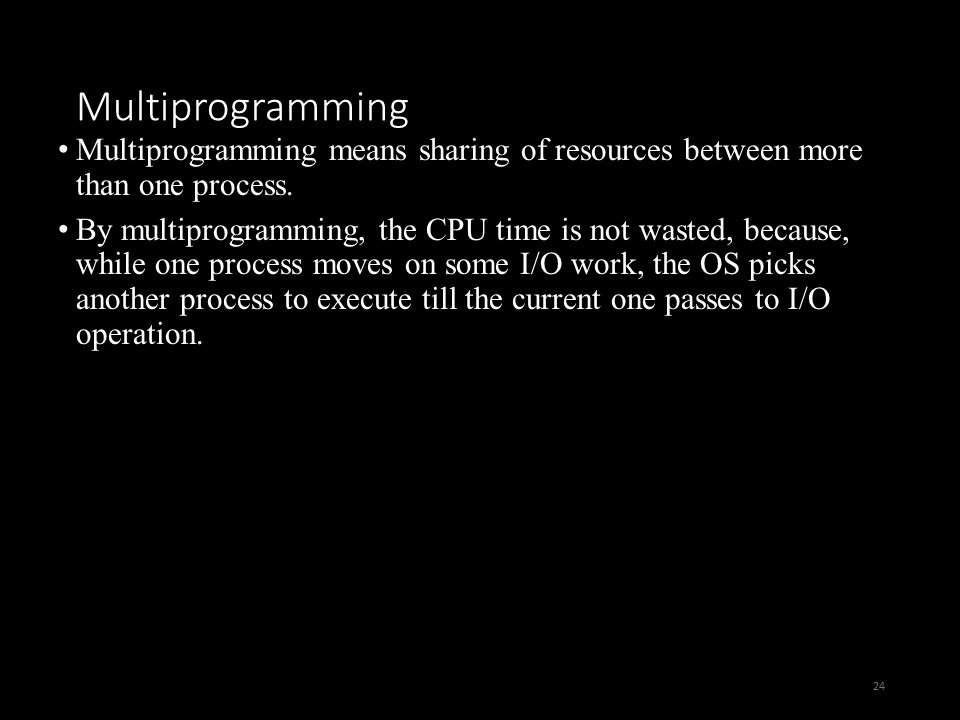 Multiprogramming
• Multiprogramming means sharing of resources between more
than one process.
• By multiprogramming, the CPU time is not wasted, because,
while one process moves on some I/O work, the OS picks
another process to execute till the current one passes to I/O
operation.
24